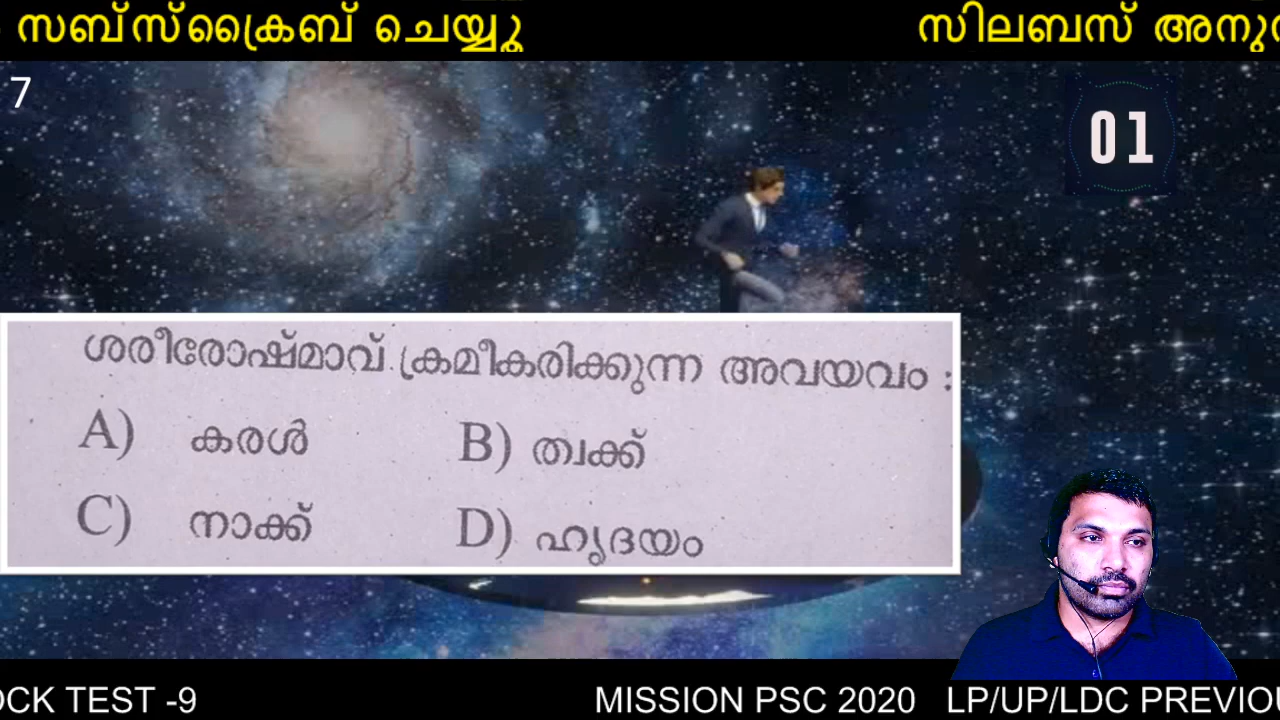 സബ്സ്ക്രൈബ് ചെയ്യൂ
സിലബസ് അനു
7
01
ശരീരോഷ്മാവ് ക്രമീകരിക്കുന്ന അവയവം :
A) കരൾ B) ത്വക്ക്
C) നാക്ക് D) ഹൃദയം
OCK TEST -9 MISSION PSC 2020 LP/UP/LDC PREVIOU